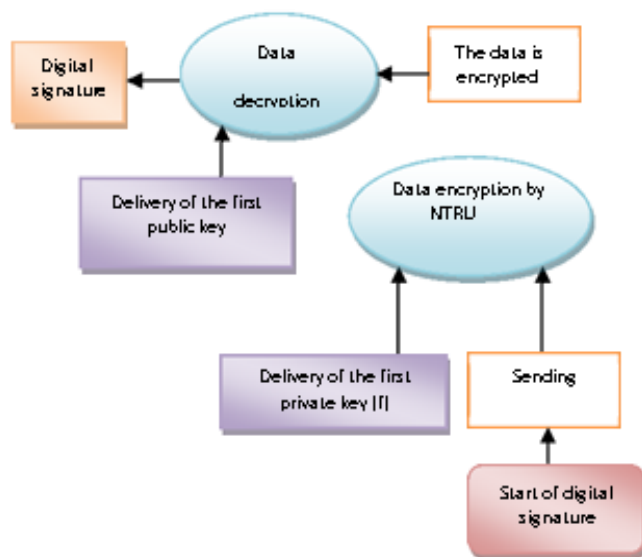 Digital
signature
Data
decryption
The data is
encrypted
Delivery of the first
public key
Data encryption by
NTRU
Delivery of the first
private key (f)
Sending
Start of digital
signature